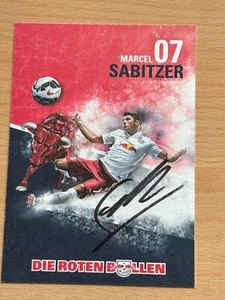 MARCEL 07
SABITZER
DIE ROTEN BULLEN